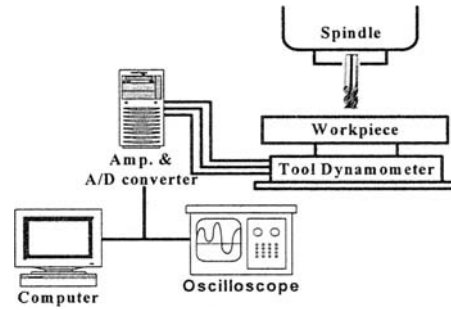 Spindle
Workpiece
Tool Dynamometer
Amp. &
A/D converter
Computer
Oscilloscope